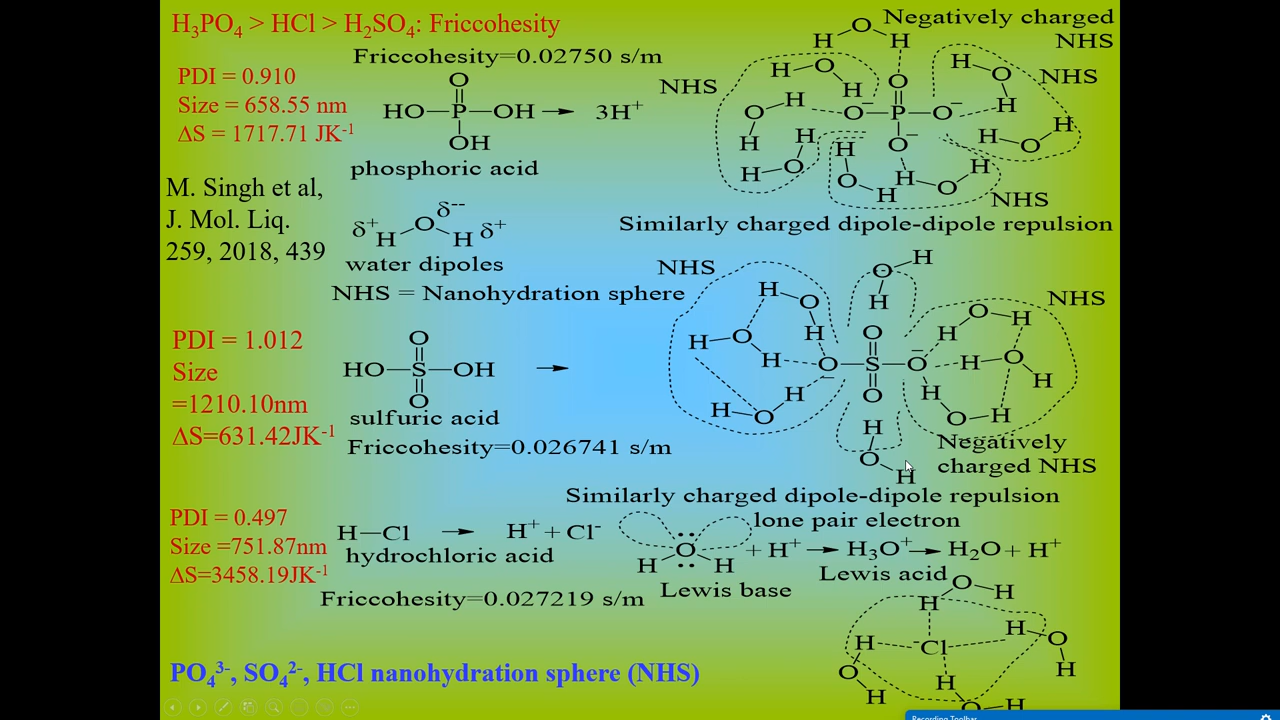 H₃PO₄ > HCl > H₂SO₄: Friccohesity
Negatively charged
NHS
Friccohesity=0.02750 s/m
PDI = 0.910
Size = 658.55 nm
ΔS = 1717.71 JK⁻¹
O
HO—P—OH → 3H⁺
OH
phosphoric acid
NHS
NHS
H O H
H O H
H O H
O
O⁻ P O⁻
O⁻
O H H
H O H
H O H
H O H
H O H
NHS
Similarly charged dipole-dipole repulsion
M. Singh et al,
J. Mol. Liq.
259, 2018, 439
δ--
δ⁺ H O H δ⁺
water dipoles
NHS = Nanohydration sphere
NHS
NHS
PDI = 1.012
Size
=1210.10nm
ΔS=631.42JK⁻¹
O
HO—S—OH →
O
sulfuric acid
Friccohesity=0.026741 s/m
O H
H
H O H
H O H
H O H
O
O⁻ S O⁻
O
H O H
H O H
O H
H
O
H
Negatively
charged NHS
Similarly charged dipole-dipole repulsion
PDI = 0.497
Size =751.87nm
ΔS=3458.19JK⁻¹
H—Cl → H⁺ + Cl⁻
hydrochloric acid
Friccohesity=0.027219 s/m
lone pair electron
H O H + H⁺ → H₃O⁺ → H₂O + H⁺
Lewis base
Lewis acid
O H
H
H ⁻Cl H O
O H
H H
O H
PO₄³⁻, SO₄²⁻, HCl nanohydration sphere (NHS)
Recording Toolbar